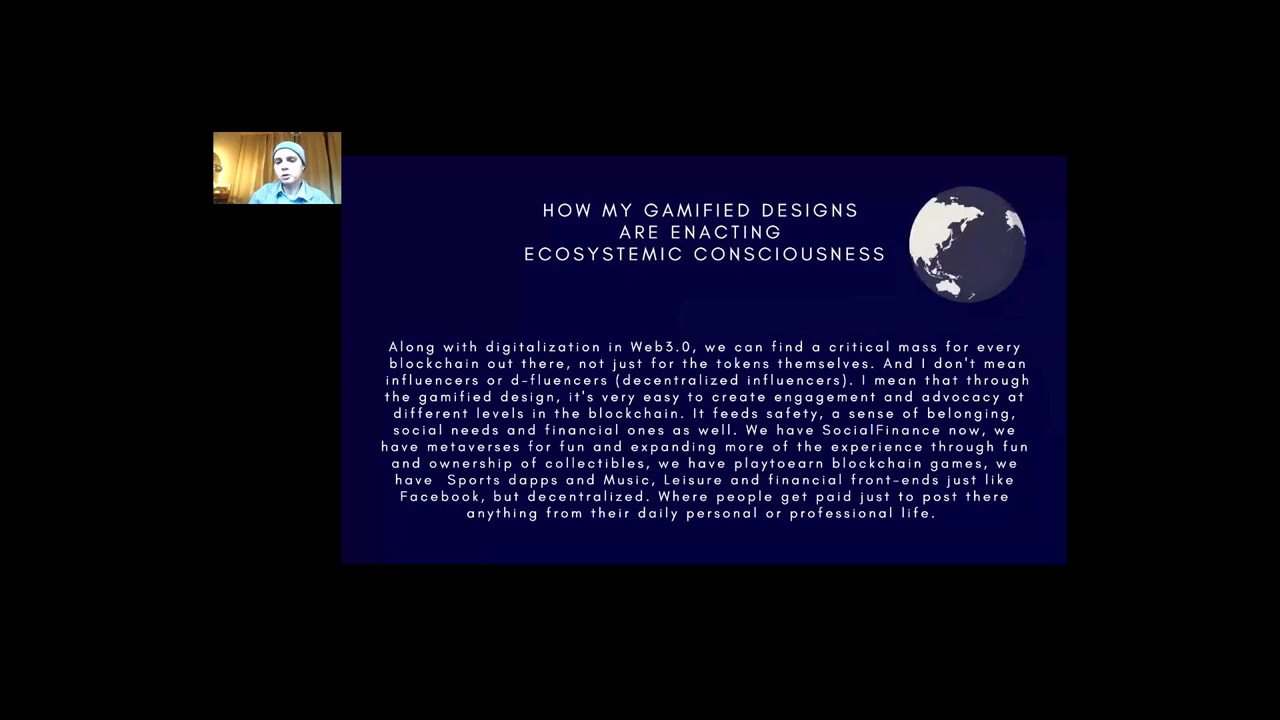 HOW MY GAMIFIED DESIGNS
ARE ENACTING
ECOSYSTEMIC CONSCIOUSNESS
Along with digitalization in Web3.0, we can find a critical mass for every
blockchain out there, not just for the tokens themselves. And I don't mean
influencers or d-fluencers (decentralized influencers). I mean that through
the gamified design, it's very easy to create engagement and advocacy at
different levels in the blockchain. It feeds safety, a sense of belonging,
social needs and financial ones as well. We have SocialFinance now, we
have metaverses for fun and expanding more of the experience through fun
and ownership of collectibles, we have playtoearn blockchain games, we
have Sports dapps and Music, Leisure and financial front-ends just like
Facebook, but decentralized. Where people get paid just to post there
anything from their daily personal or professional life.